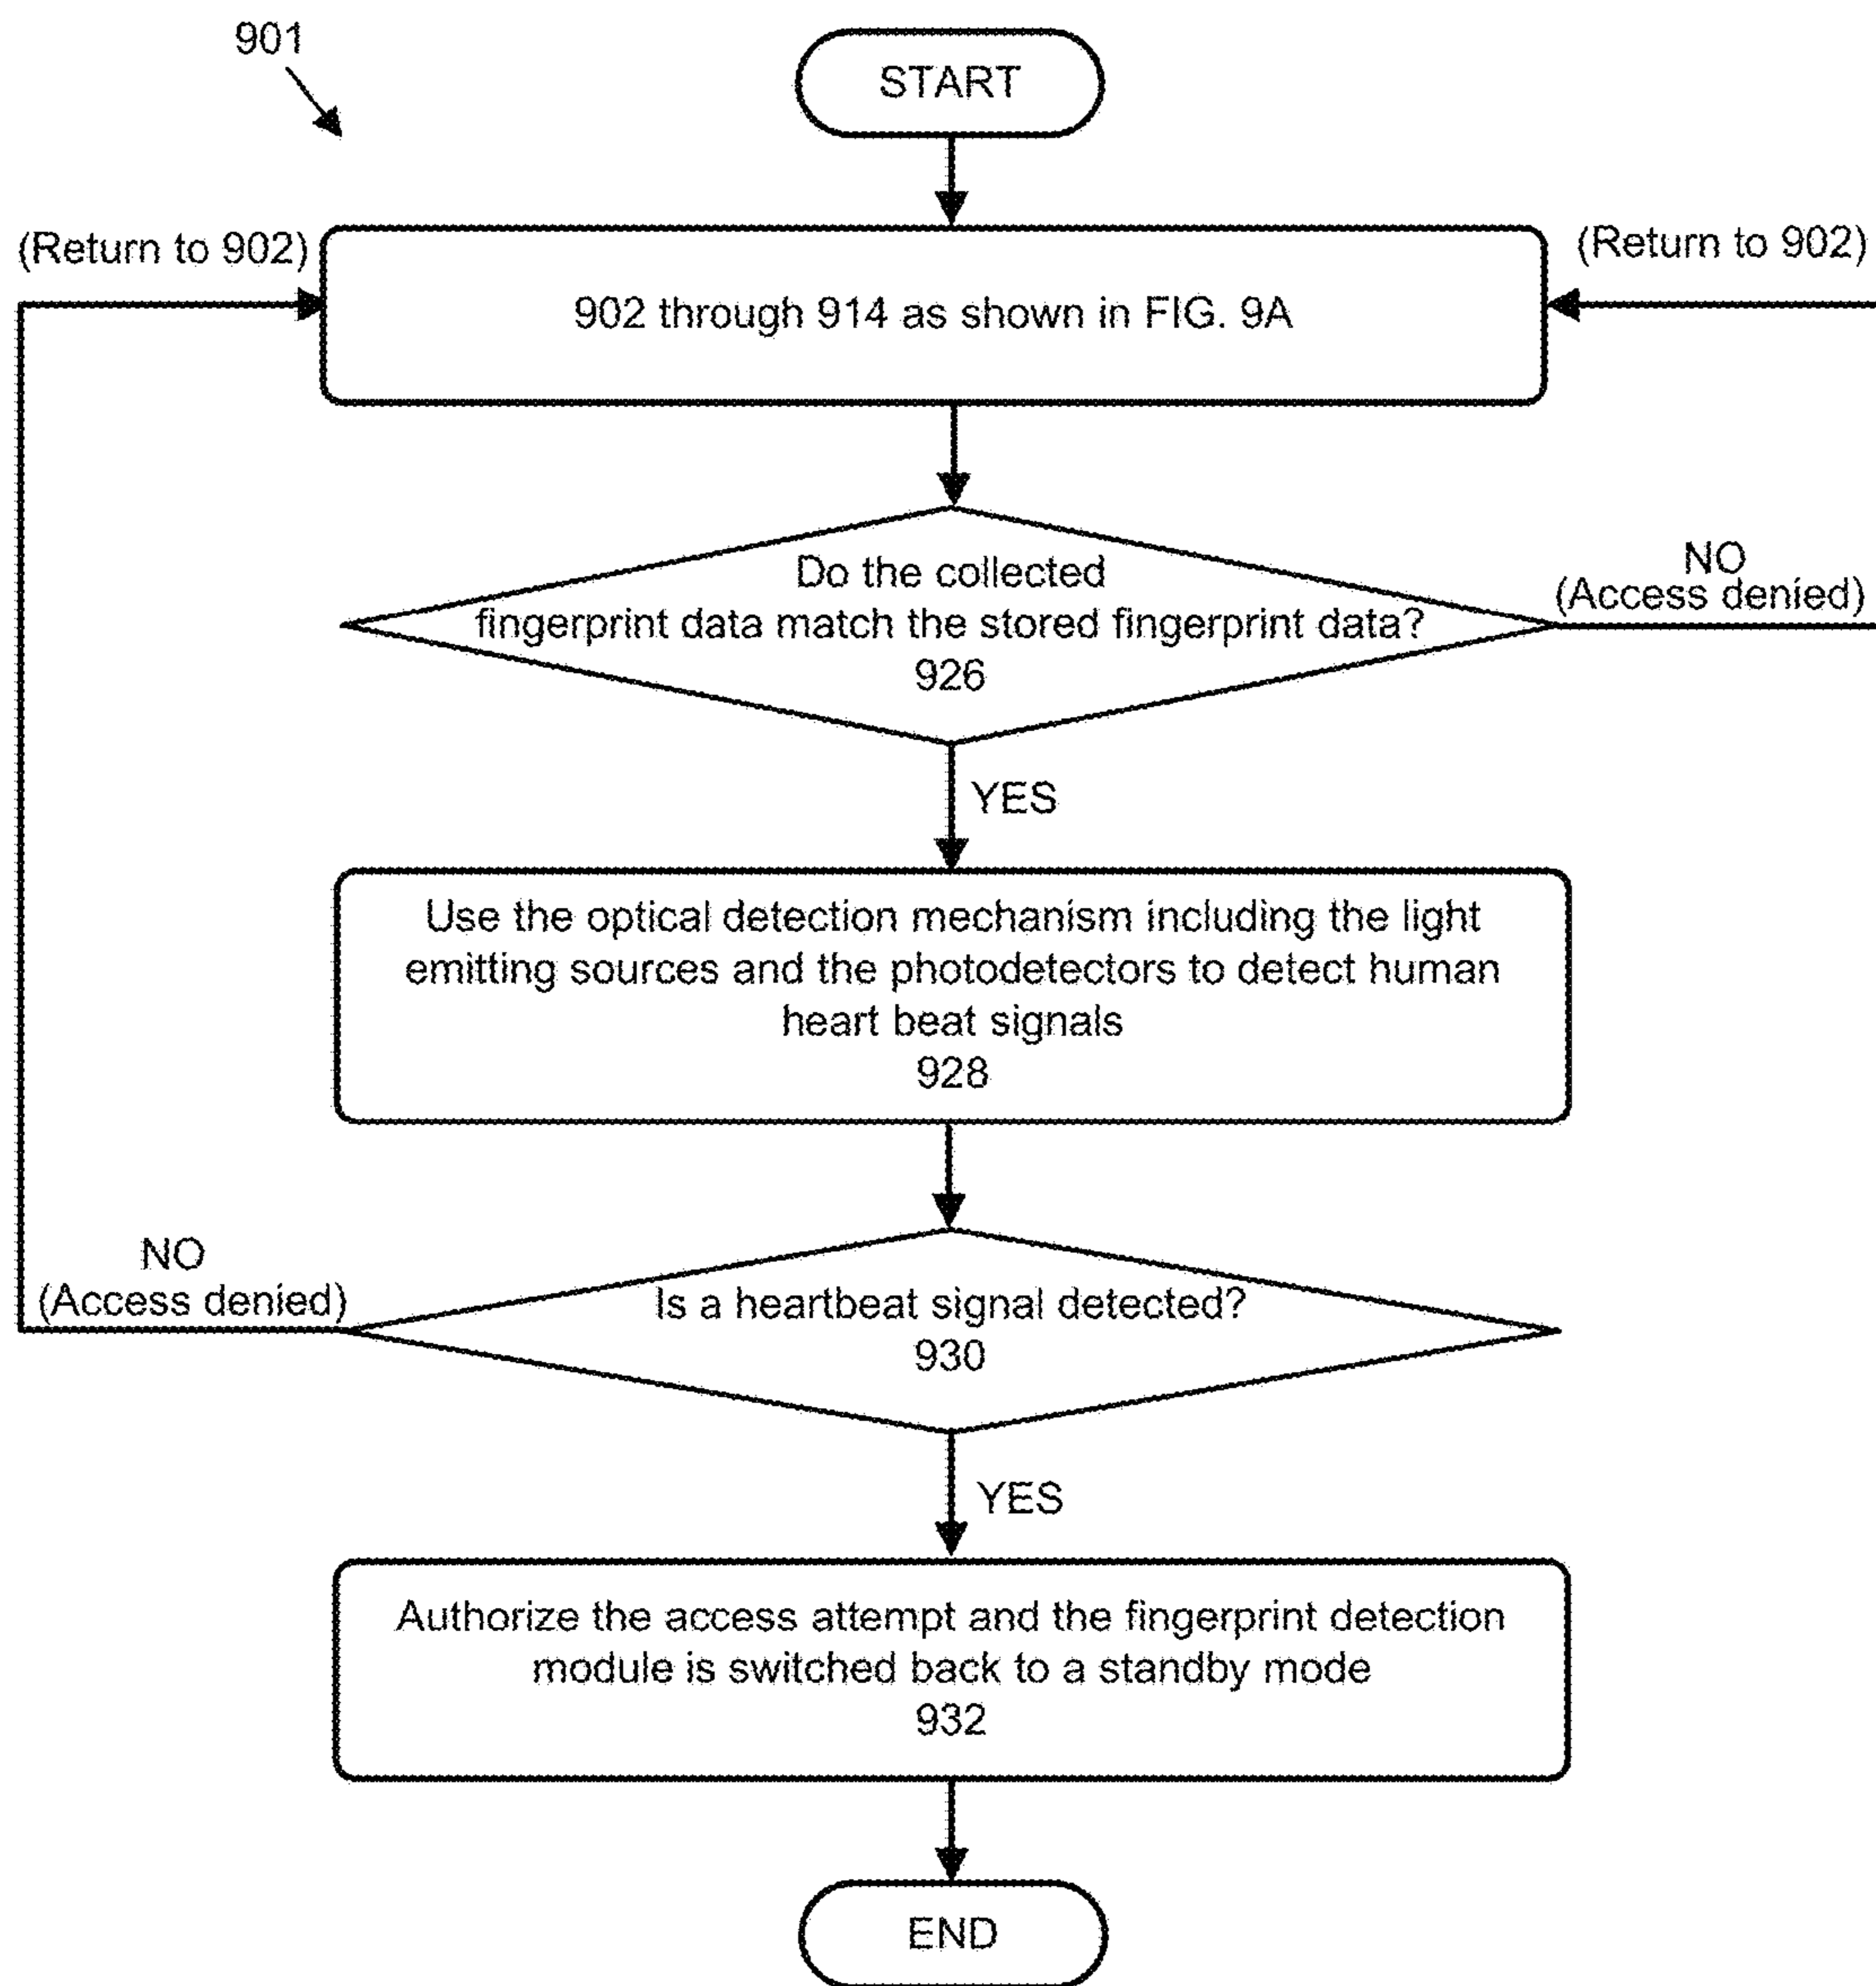 901
START
(Return to 902)
(Return to 902)
902 through 914 as shown in FIG. 9A
Do the collected
fingerprint data match the stored fingerprint data?
926
NO
(Access denied)
YES
Use the optical detection mechanism including the light
emitting sources and the photodetectors to detect human
heart beat signals
928
NO
(Access denied)
Is a heartbeat signal detected?
930
YES
Authorize the access attempt and the fingerprint detection
module is switched back to a standby mode
932
END